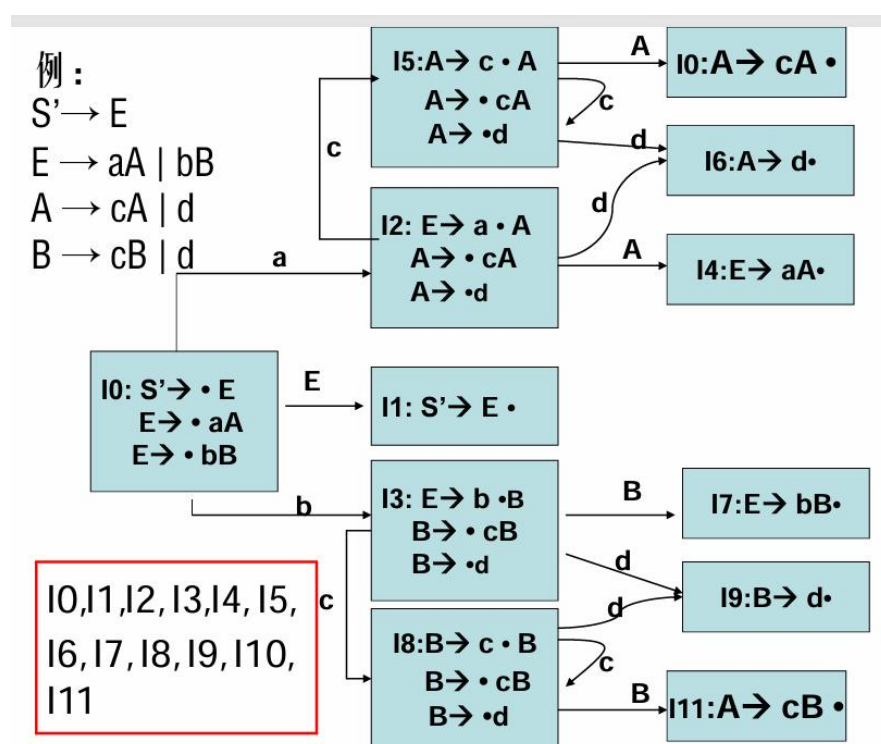 例：
S’→ E
E → aA | bB
A → cA | d
B → cB | d
I5:A→ c • A
A→ • cA
A→ •d
A
I0:A→ cA •
c
c
d
I6:A→ d•
d
I2: E→ a • A
A→ • cA
A→ •d
a
A
I4:E→ aA•
I0: S’→ • E
E→ • aA
E→ • bB
E
I1: S’→ E •
b
I3: E→ b •B
B→ • cB
B→ •d
B
I7:E→ bB•
d
I9:B→ d•
d
c
I8:B→ c • B
B→ • cB
B→ •d
c
B
I11:A→ cB •
I0,I1,I2, I3,I4, I5,
I6, I7, I8, I9, I10,
I11